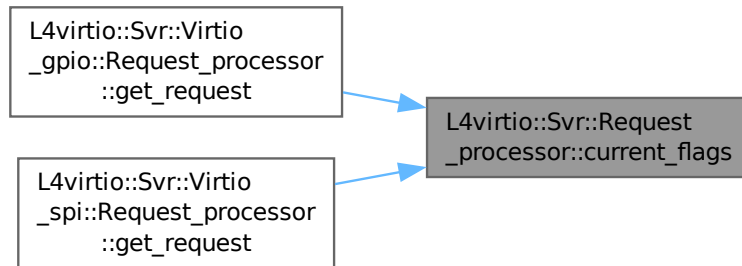 L4virtio::Svr::Virtio
_gpio::Request_processor
::get_request
L4virtio::Svr::Request
_processor::current_flags
L4virtio::Svr::Virtio
_spi::Request_processor
::get_request